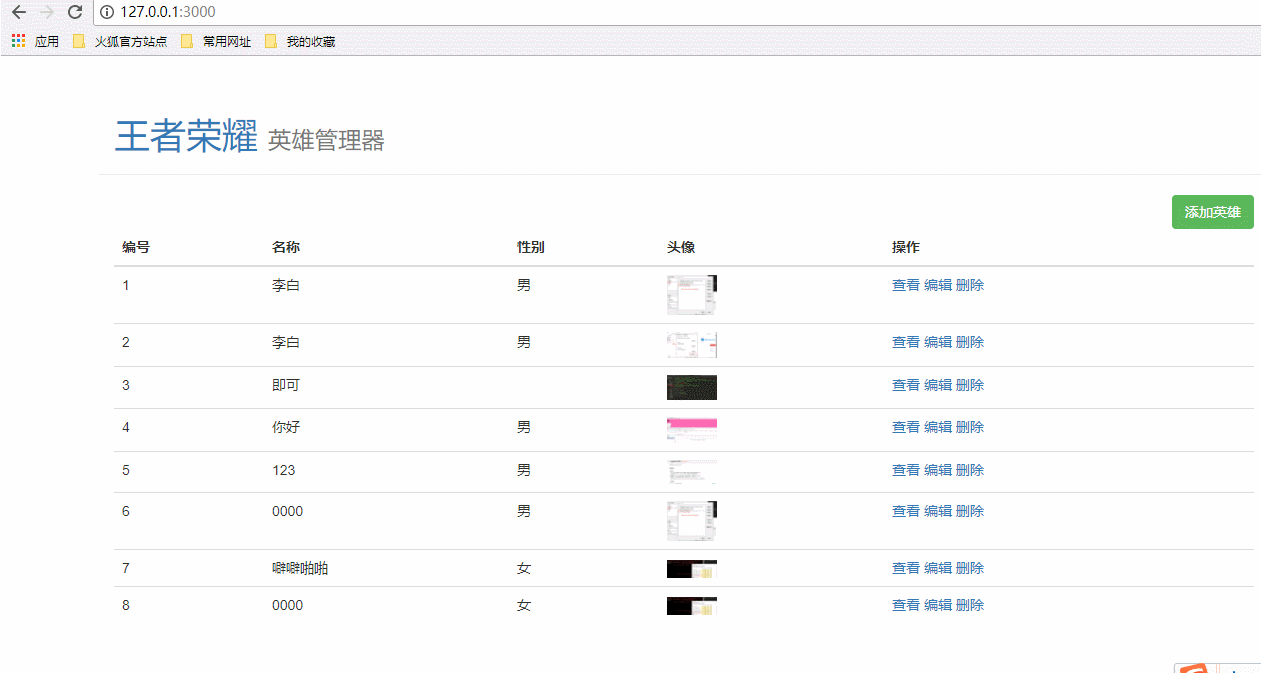 127.0.0.1:3000
应用 火狐官方站点 常用网址 我的收藏
王者荣耀 英雄管理器
添加英雄
编号 名称 性别 头像 操作
1 李白 男 查看 编辑 删除
2 李白 男 查看 编辑 删除
3 即可 查看 编辑 删除
4 你好 男 查看 编辑 删除
5 123 男 查看 编辑 删除
6 0000 男 查看 编辑 删除
7 噼噼啪啪 女 查看 编辑 删除
8 0000 女 查看 编辑 删除